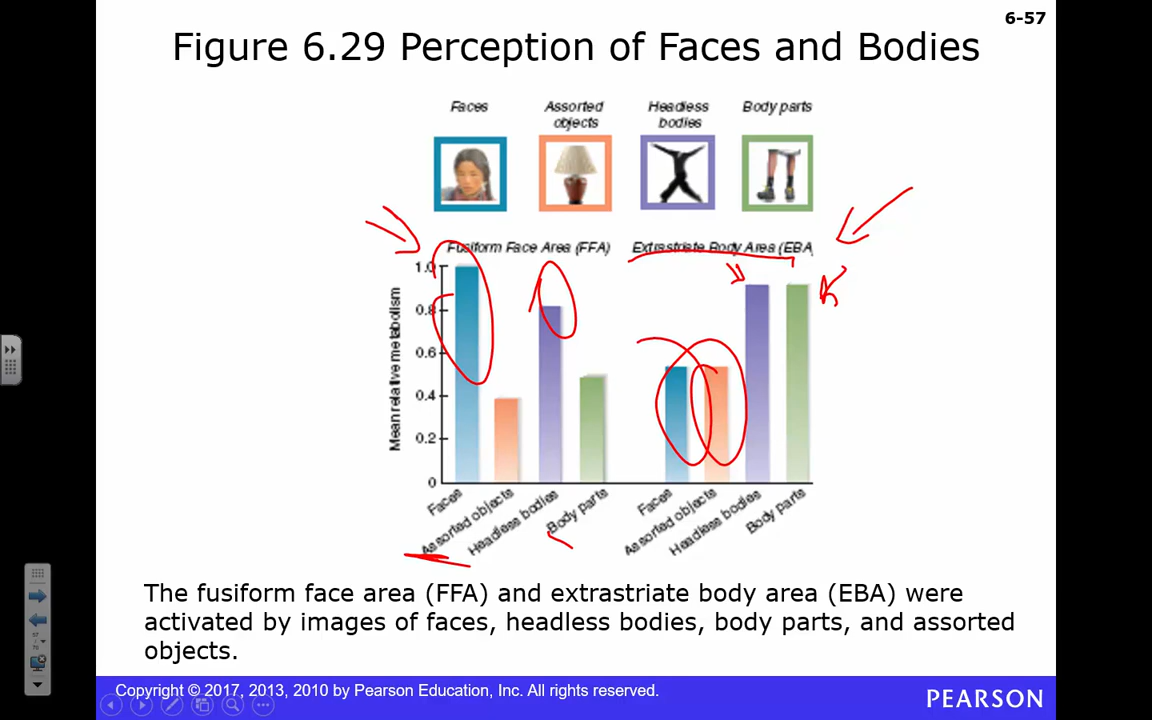 6-57
Figure 6.29 Perception of Faces and Bodies
Faces
Assorted
objects
Headless
bodies
Body parts
Fusiform Face Area (FFA)
Extrastriate Body Area (EBA
Mean relative metabolism
1.0
0.8
0.6
0.4
0.2
0
Faces
Assorted objects
Headless bodies
Body parts
Faces
Assorted objects
Headless bodies
Body parts
The fusiform face area (FFA) and extrastriate body area (EBA) were
activated by images of faces, headless bodies, body parts, and assorted
objects.
Copyright © 2017, 2013, 2010 by Pearson Education, Inc. All rights reserved.
PEARSON